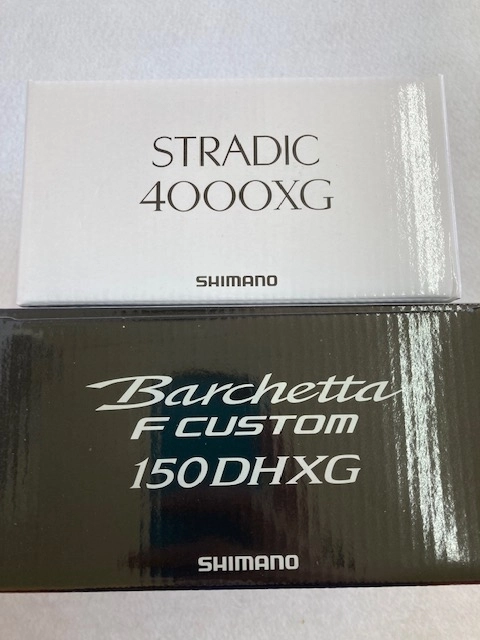 STRADIC
4000XG
SHIMANO
Barchetta
F CUSTOM
150DHXG
SHIMANO